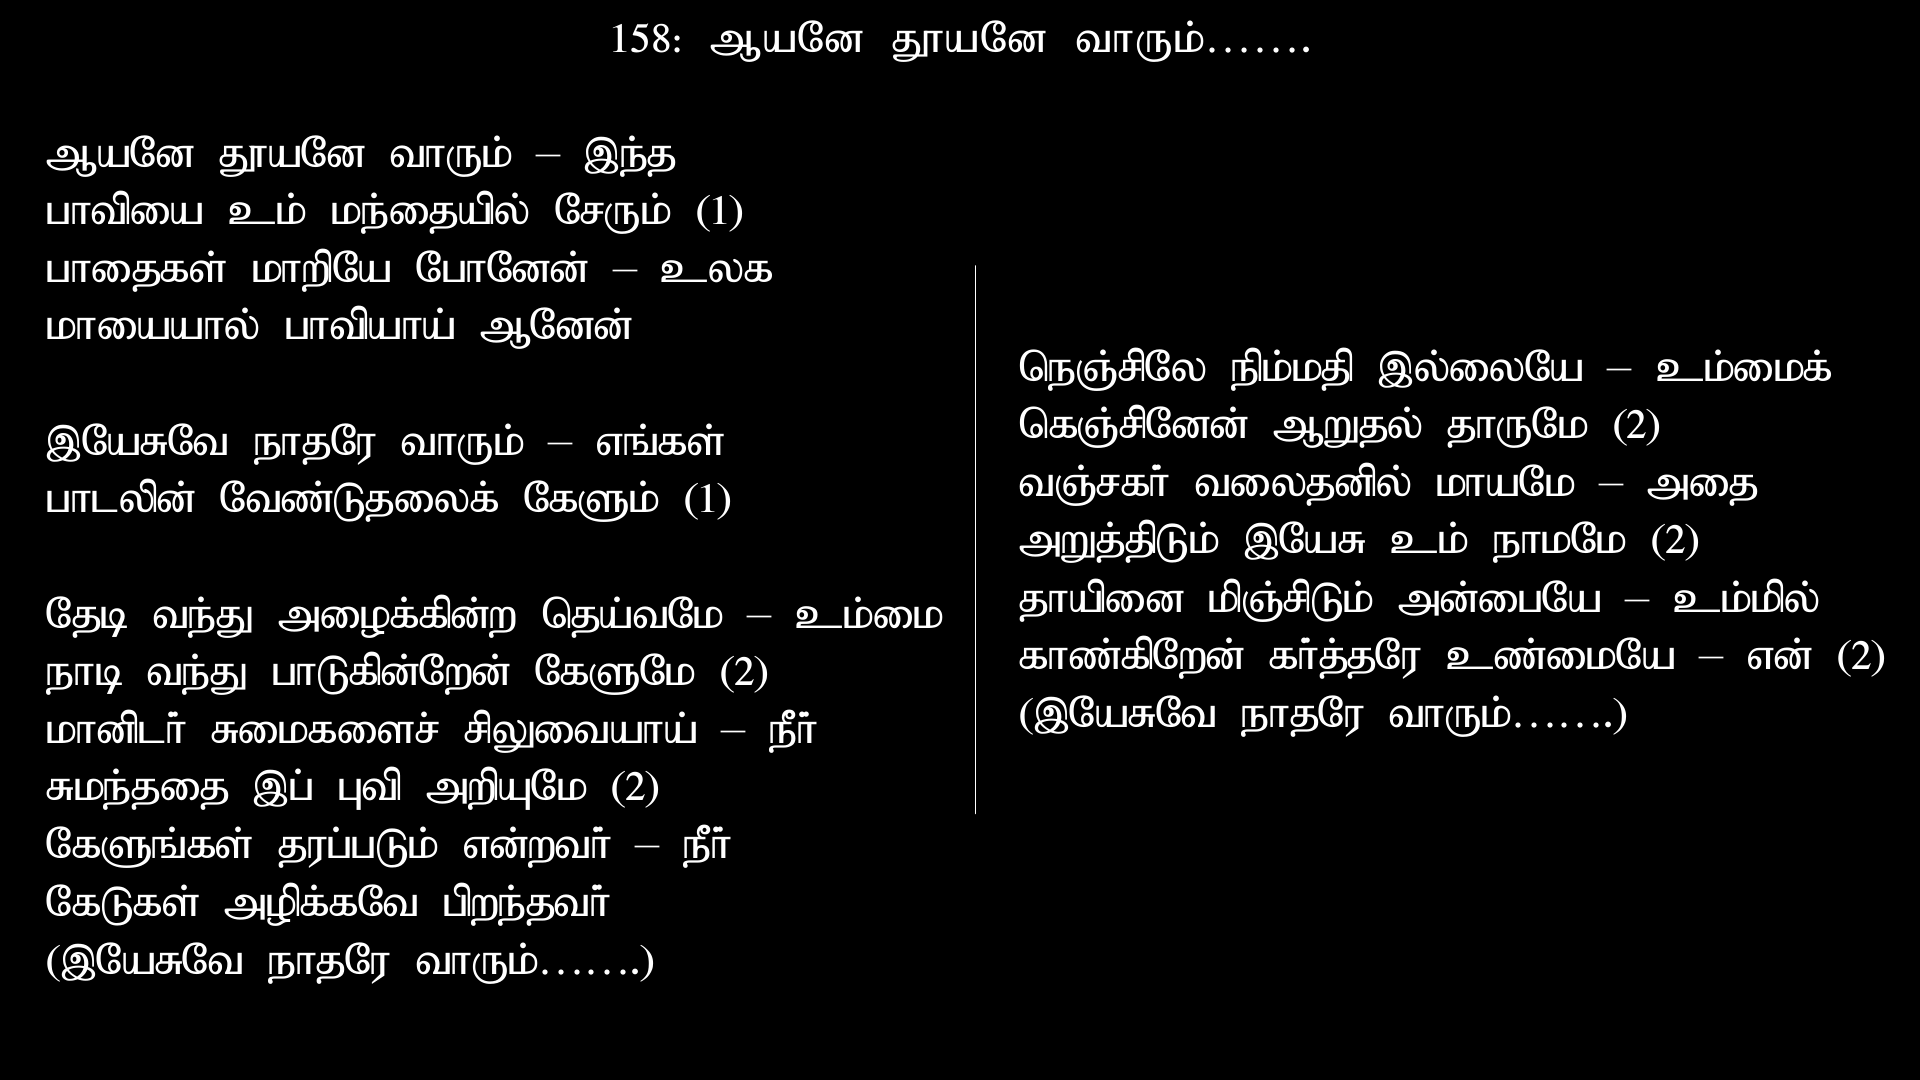 158: ஆயனே தூயனே வாரும்…….
ஆயனே தூயனே வாரும் – இந்த
பாவியை உம் மந்தையில் சேரும் (1)
பாதைகள் மாறியே போனேன் – உலக
மாயையால் பாவியாய் ஆனேன்
இயேசுவே நாதரே வாரும் – எங்கள்
பாடலின் வேண்டுதலைக் கேளும் (1)
தேடி வந்து அழைக்கின்ற தெய்வமே – உம்மை
நாடி வந்து பாடுகின்றேன் கேளுமே (2)
மானிடர் சுமைகளைச் சிலுவையாய் – நீர்
சுமந்ததை இப் புவி அறியுமே (2)
கேளுங்கள் தரப்படும் என்றவர் – நீர்
கேடுகள் அழிக்கவே பிறந்தவர்
(இயேசுவே நாதரே வாரும்…….)
நெஞ்சிலே நிம்மதி இல்லையே – உம்மைக்
கெஞ்சினேன் ஆறுதல் தாருமே (2)
வஞ்சகர் வலைதனில் மாயமே – அதை
அறுத்திடும் இயேசு உம் நாமமே (2)
தாயினை மிஞ்சிடும் அன்பையே – உம்மில்
காண்கிறேன் கர்த்தரே உண்மையே – என் (2)
(இயேசுவே நாதரே வாரும்…….)